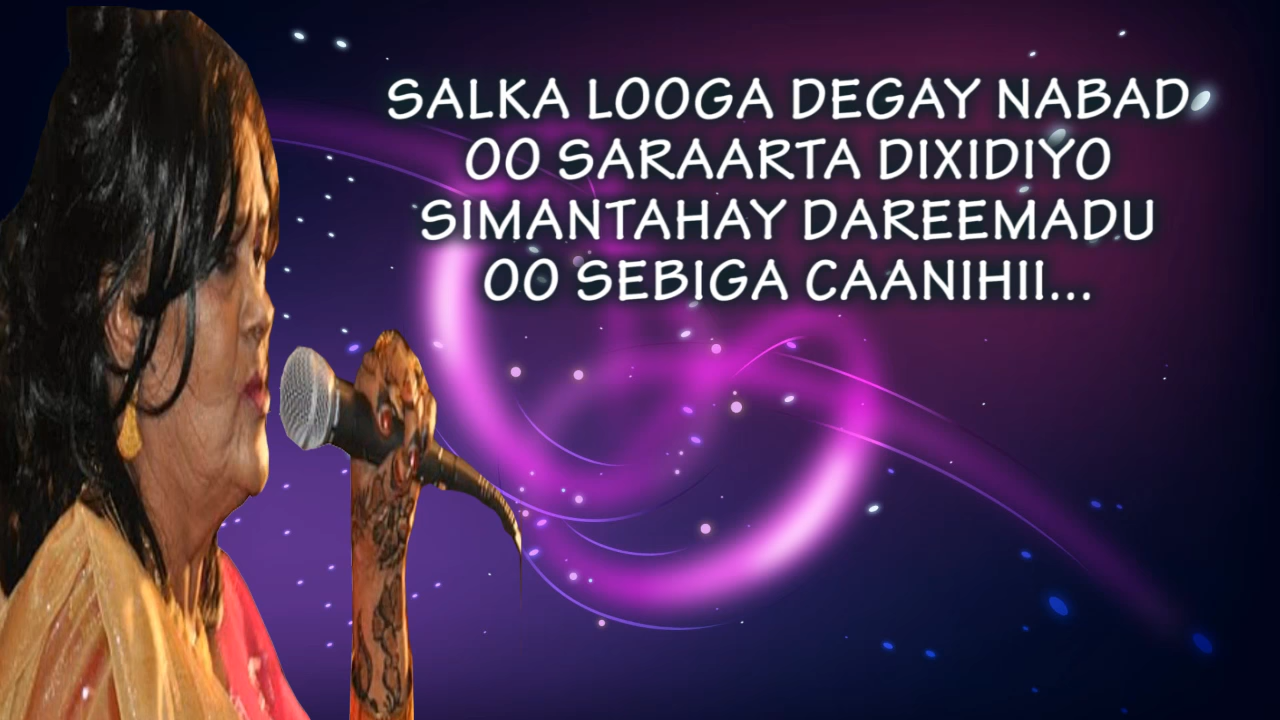 SALKA LOOGA DEGAY NABAD
OO SARAARTA DIXIDIYO
SIMANTAHAY DAREEMADU
OO SEBIGA CAANIHII...